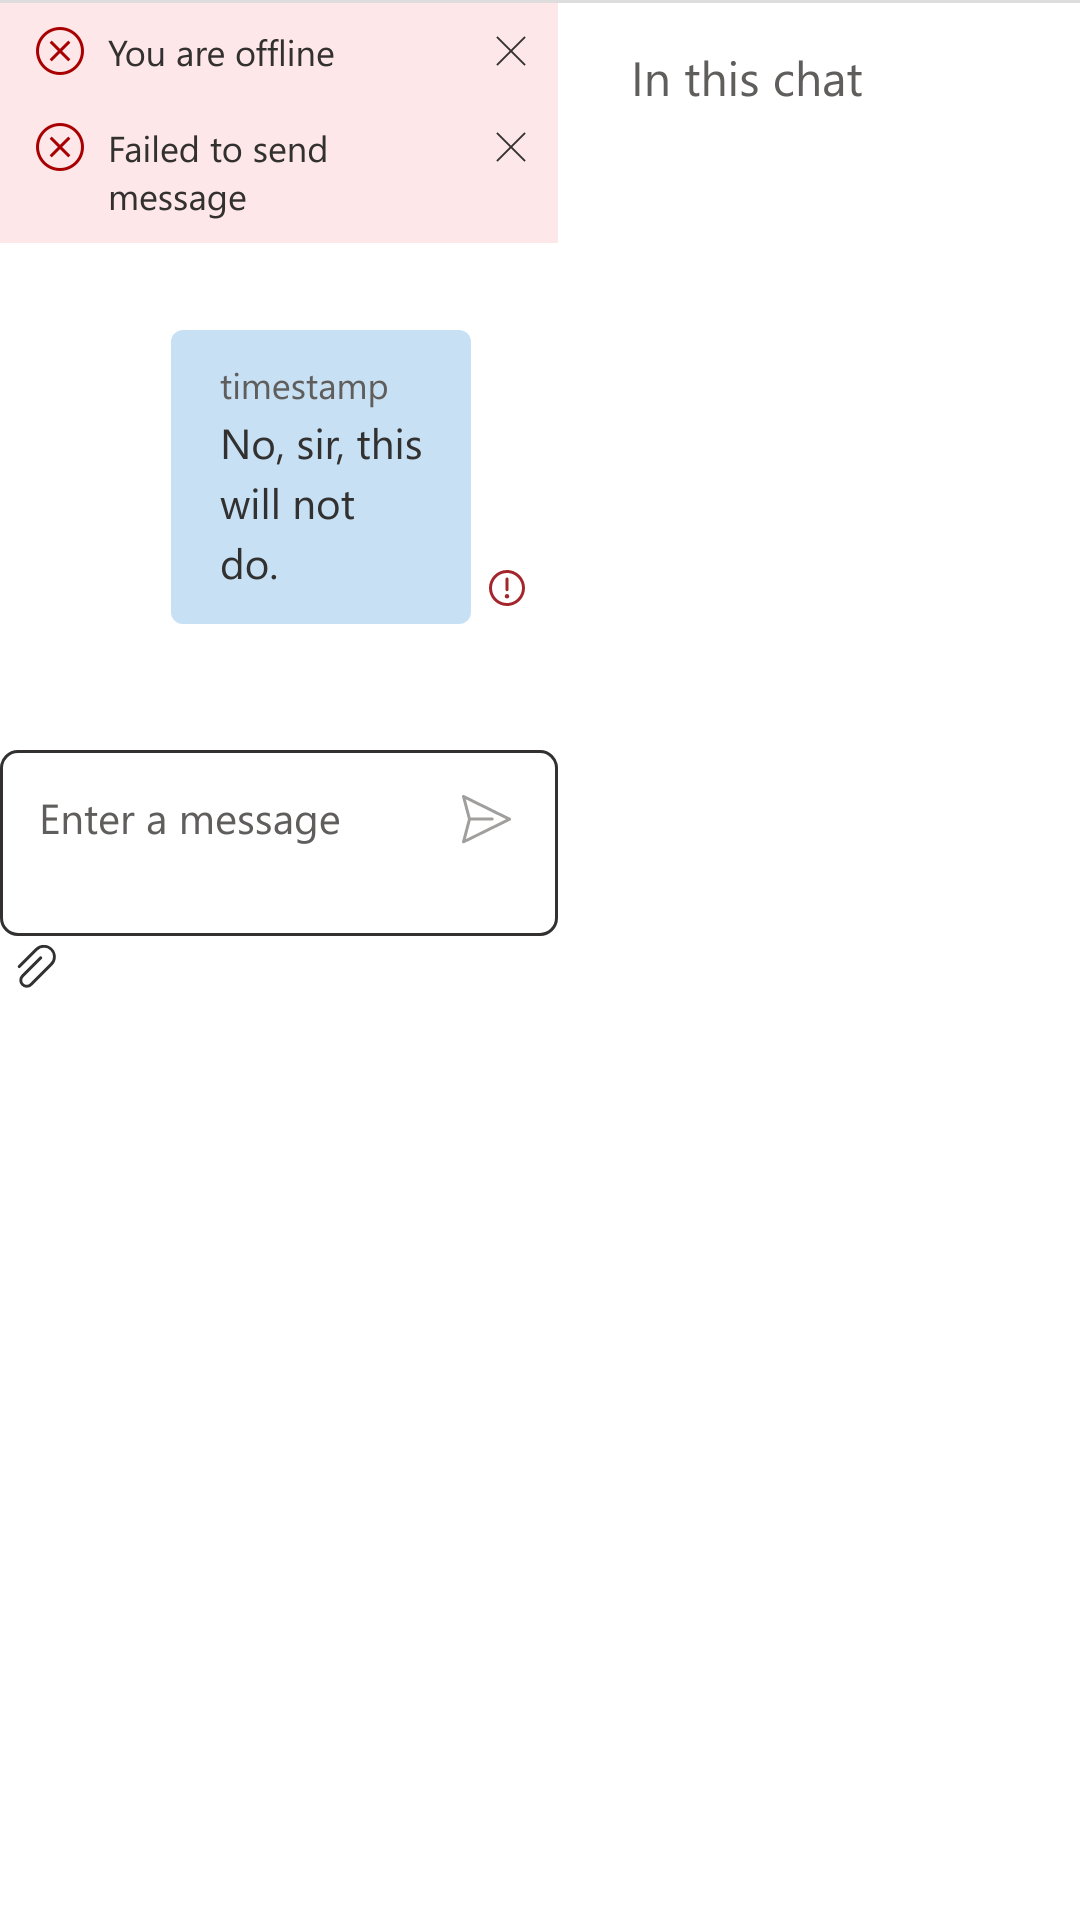 You are offline
Failed to send
message
In this chat
timestamp
No, sir, this
will not
do.
Enter a message